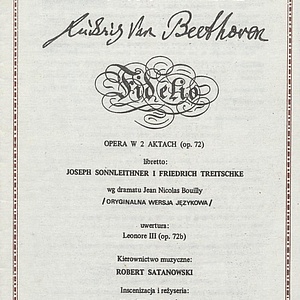 Ludwig van Beethoven
Fidelio
OPERA W 2 AKTACH (op. 72)
libretto:
JOSEPH SONNLEITHNER I FRIEDRICH TREITSCHKE
wg dramatu Jean Nicolas Bouilly
/ORYGINALNA WERSJA JĘZYKOWA/
uwertura:
Leonore III (op. 72b)
Kierownictwo muzyczne:
ROBERT SATANOWSKI
Inscenizacja i reżyseria: